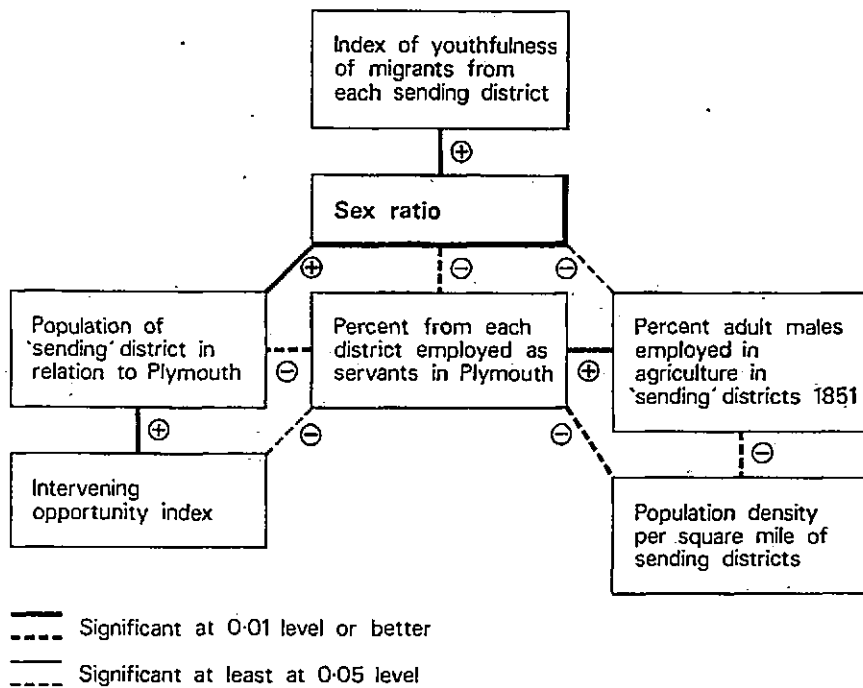 Index of youthfulness
of migrants from
each sending district
⊕
Sex ratio
⊕
⊖
⊖
Population of
'sending' district in
relation to Plymouth
⊖
Percent from each
district employed as
servants in Plymouth
⊕
Percent adult males
employed in
agriculture in
'sending' districts 1851
⊕
⊖
⊖
⊖
Intervening
opportunity index
Population density
per square mile of
sending districts
Significant at 0·01 level or better
Significant at least at 0·05 level